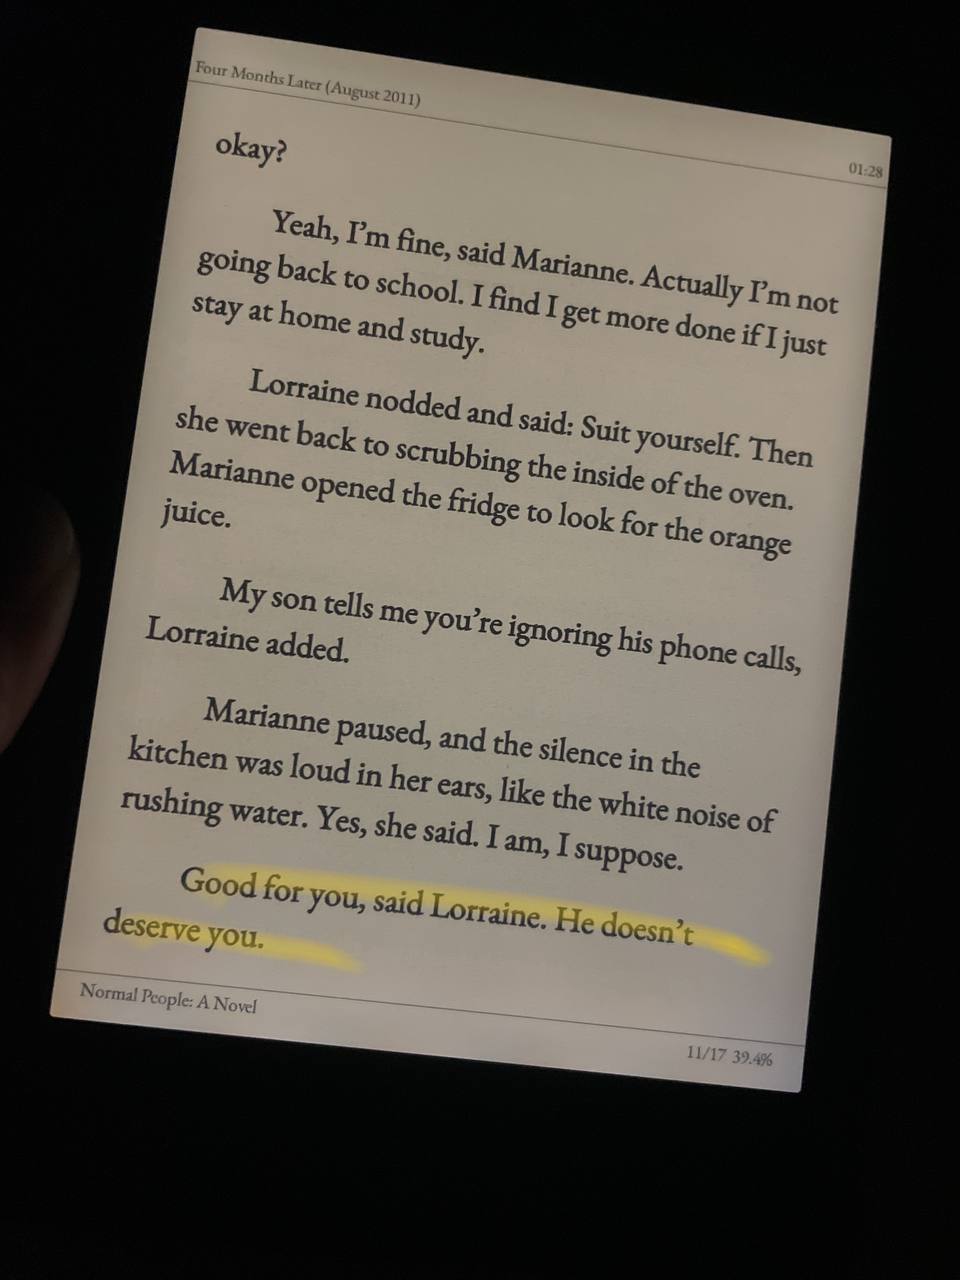 Four Months Later (August 2011)
01:28
okay?
Yeah, I'm fine, said Marianne. Actually I'm not
going back to school. I find I get more done if I just
stay at home and study.
Lorraine nodded and said: Suit yourself. Then
she went back to scrubbing the inside of the oven.
Marianne opened the fridge to look for the orange
juice.
My son tells me you're ignoring his phone calls,
Lorraine added.
Marianne paused, and the silence in the
kitchen was loud in her ears, like the white noise of
rushing water. Yes, she said. I am, I suppose.
Good for you, said Lorraine. He doesn't
deserve you.
Normal People: A Novel
11/17 39.4%